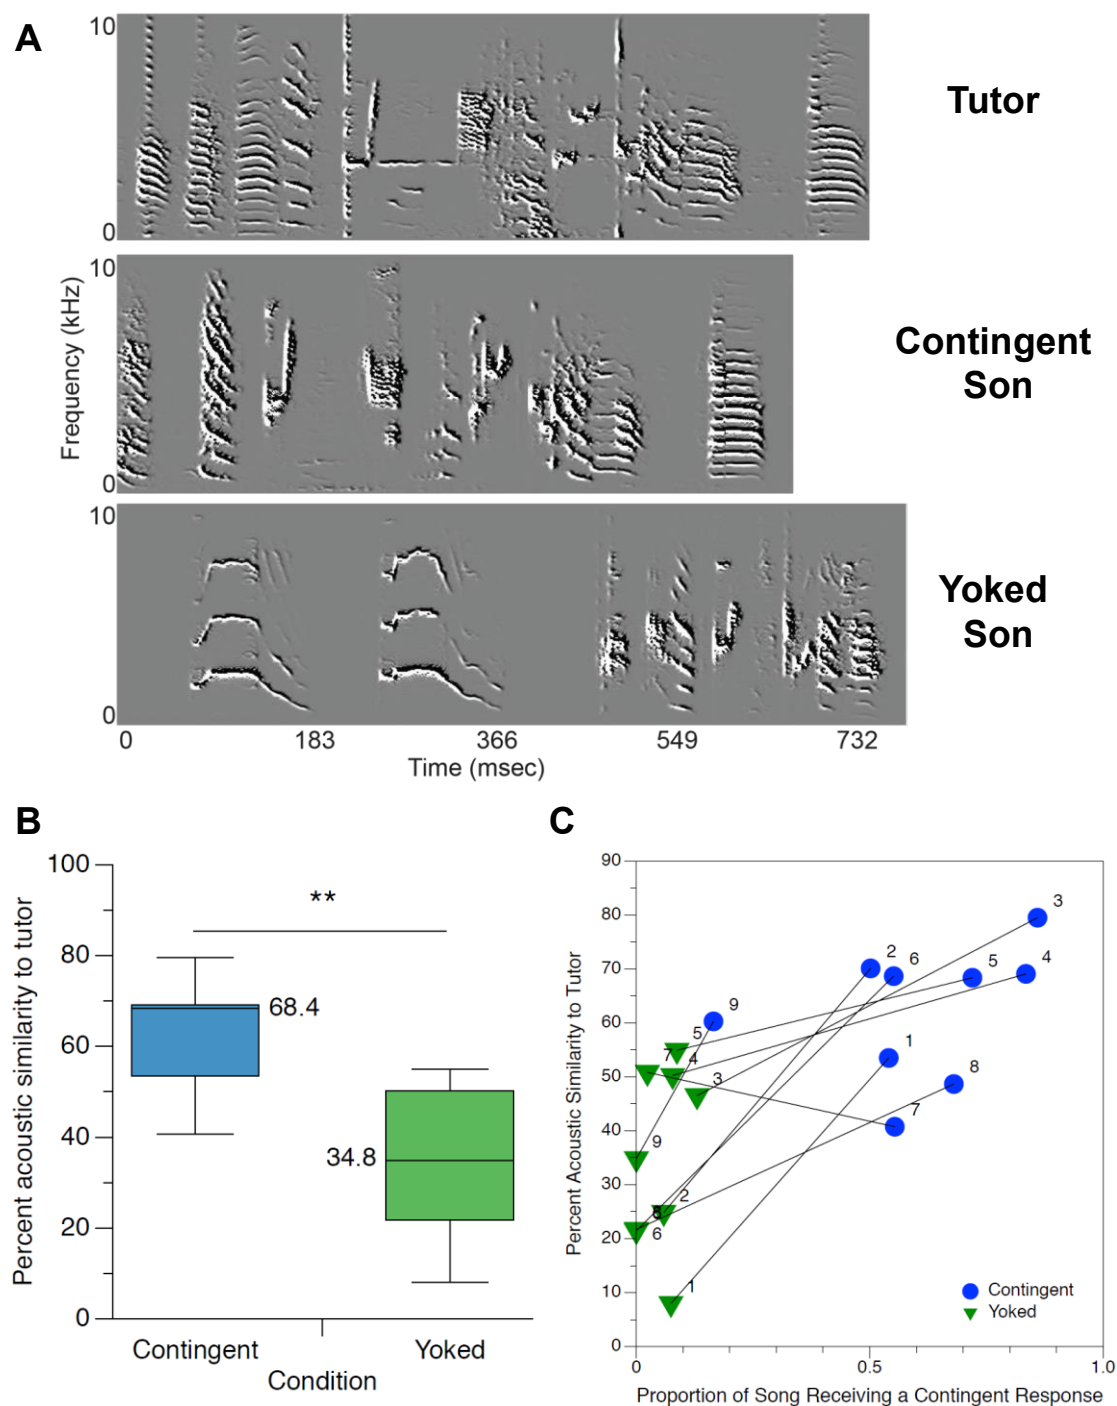 A
10
0
Tutor
10
0
Contingent
Son
Frequency (kHz)
10
0
Yoked
Son
0 183 366 549 732
Time (msec)
B
100
80
60
40
20
0
Percent acoustic similarity to tutor
**
68.4
34.8
Contingent Yoked
Condition
C
90
80
70
60
50
40
30
20
10
0
Percent Acoustic Similarity to Tutor
3
2 6 5 4
9
5 1
7 4 8
3
7
9
2
6
1
Contingent
Yoked
0 0.5 1.0
Proportion of Song Receiving a Contingent Response